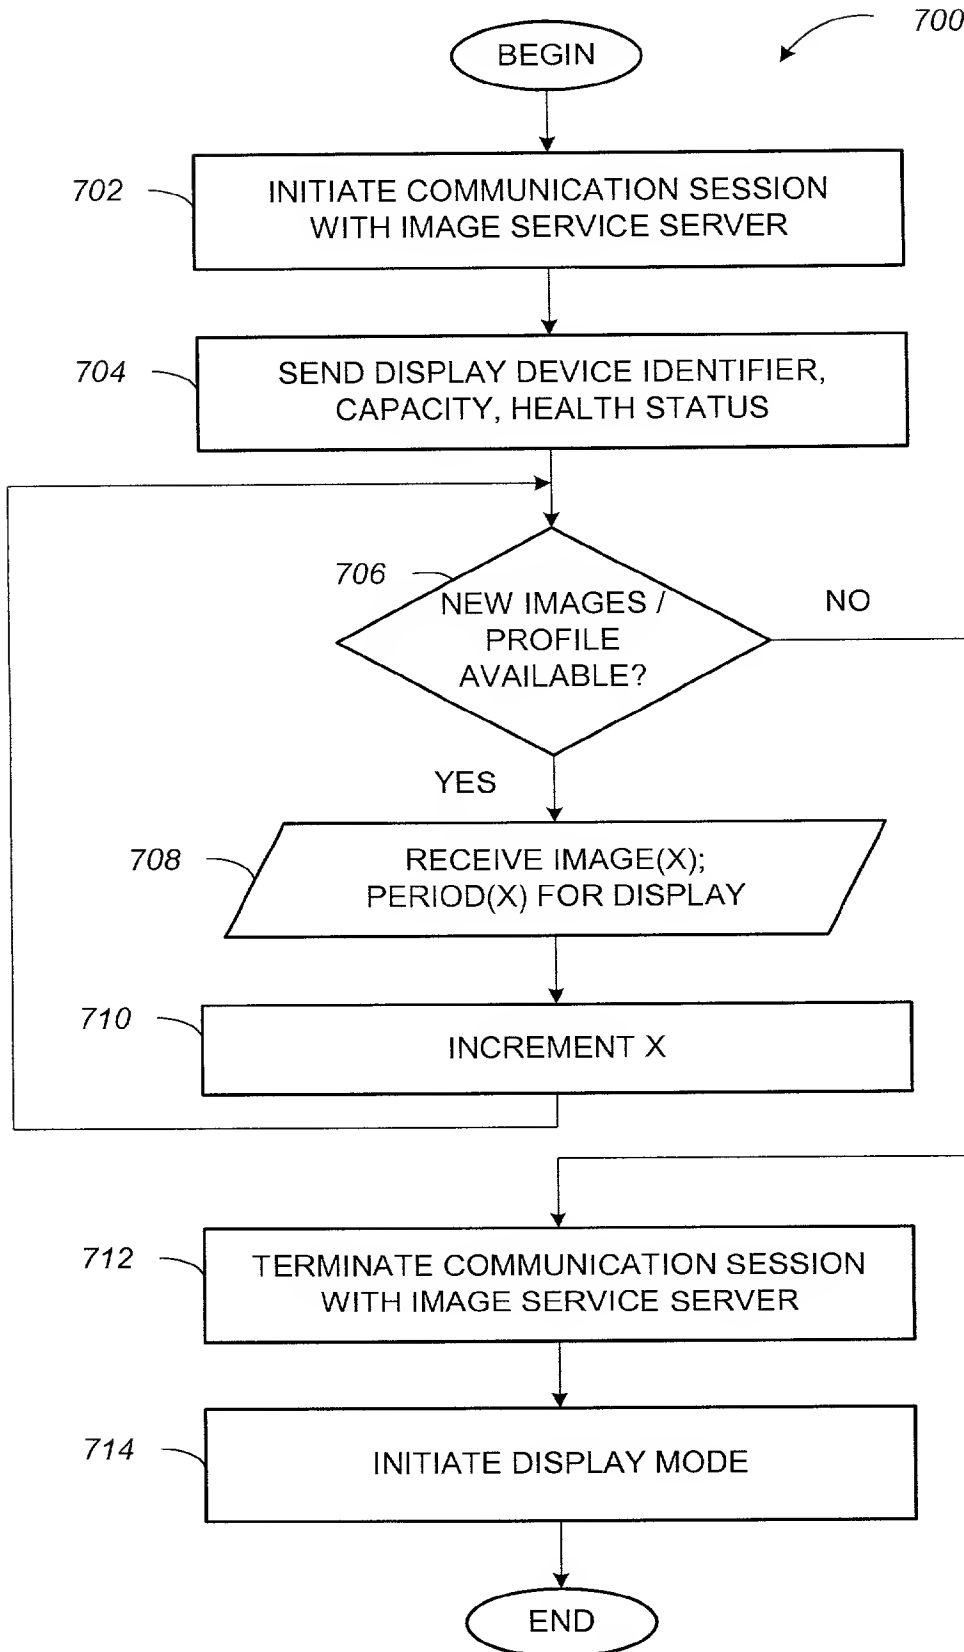 700
BEGIN
702
INITIATE COMMUNICATION SESSION
WITH IMAGE SERVICE SERVER
704
SEND DISPLAY DEVICE IDENTIFIER,
CAPACITY, HEALTH STATUS
706
NEW IMAGES /
PROFILE
AVAILABLE?
NO
YES
708
RECEIVE IMAGE(X);
PERIOD(X) FOR DISPLAY
710
INCREMENT X
712
TERMINATE COMMUNICATION SESSION
WITH IMAGE SERVICE SERVER
714
INITIATE DISPLAY MODE
END